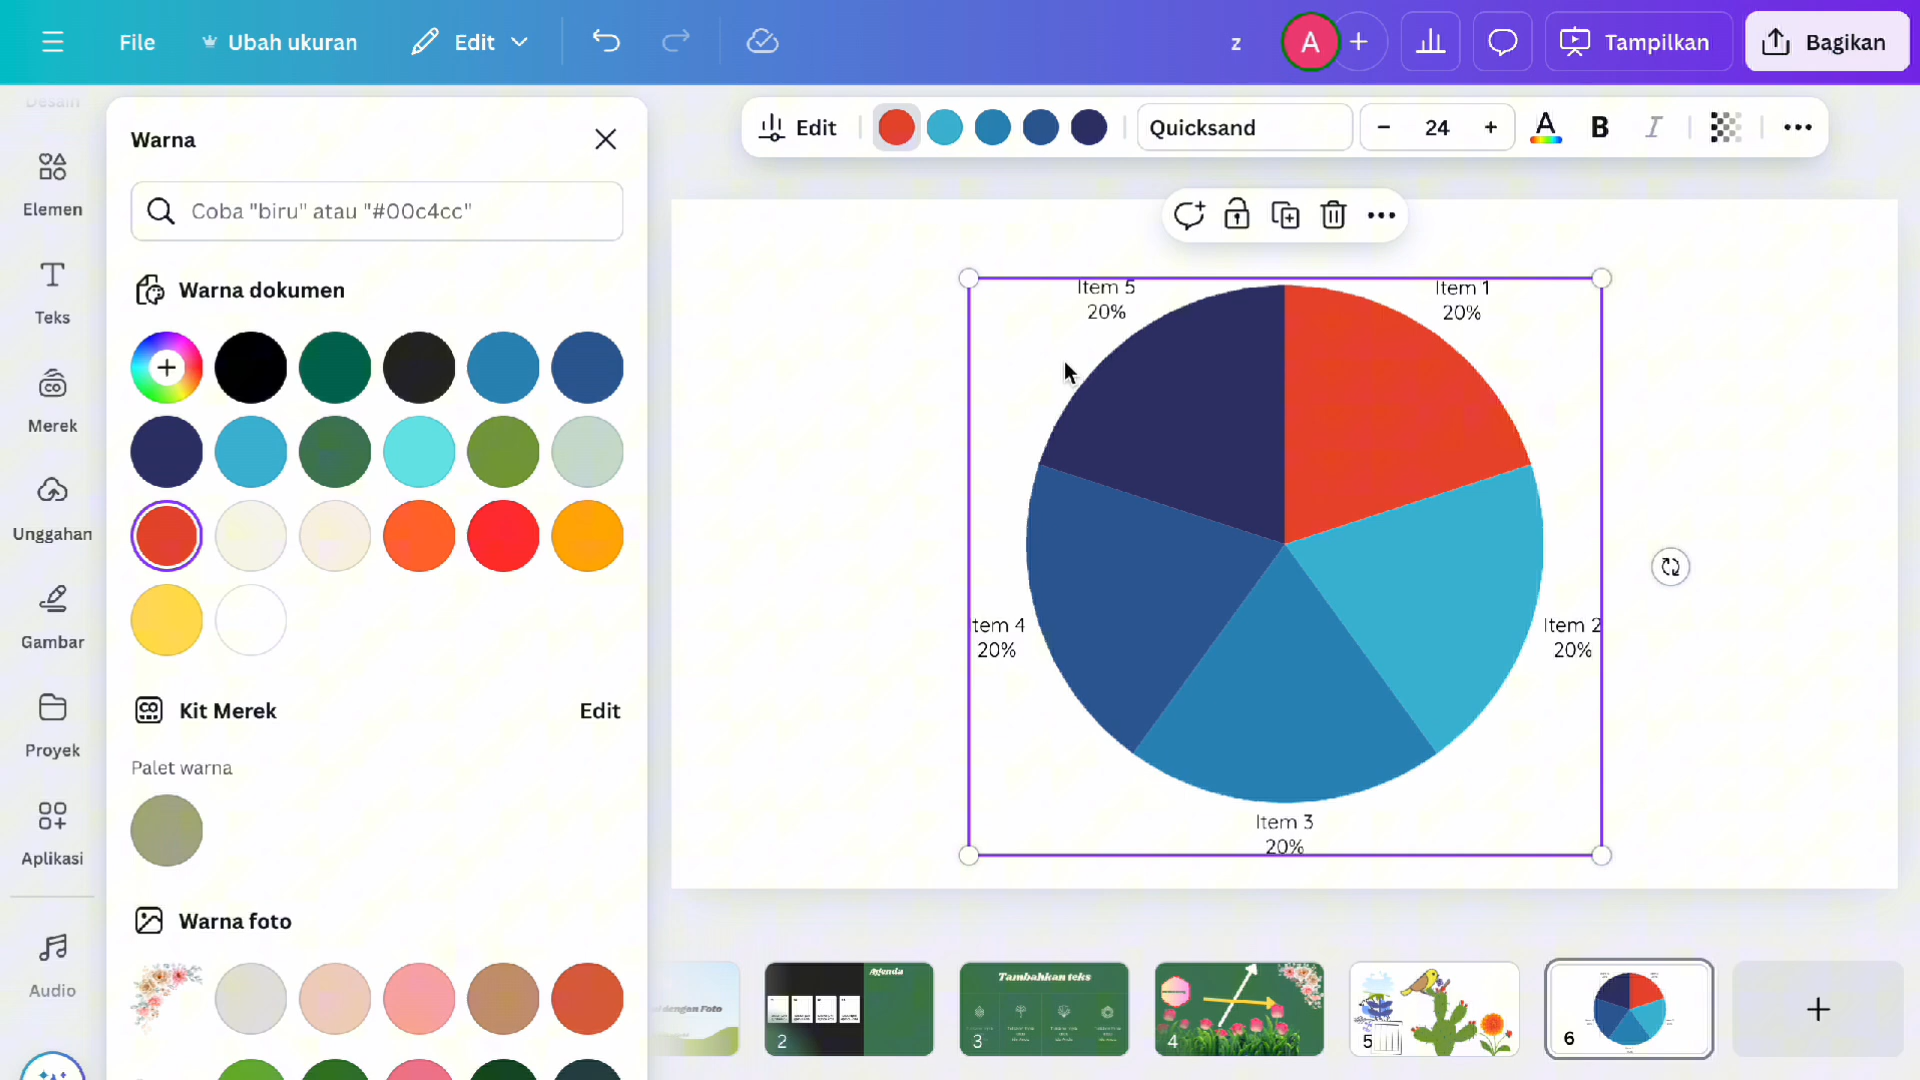 File
Ubah ukuran
Edit
z
A
Tampilkan
Bagikan
Desain
Elemen
Teks
Merek
Unggahan
Gambar
Proyek
Aplikasi
Audio
Warna
Coba "biru" atau "#00c4cc"
Warna dokumen
Kit Merek
Edit
Palet warna
Warna foto
Edit
Quicksand
24
A
B
I
Item 5
20%
Item 1
20%
tem 4
20%
Item 2
20%
Item 3
20%
dengan Foto
2
Agenda
3
Tambahkan teks
4
5
6